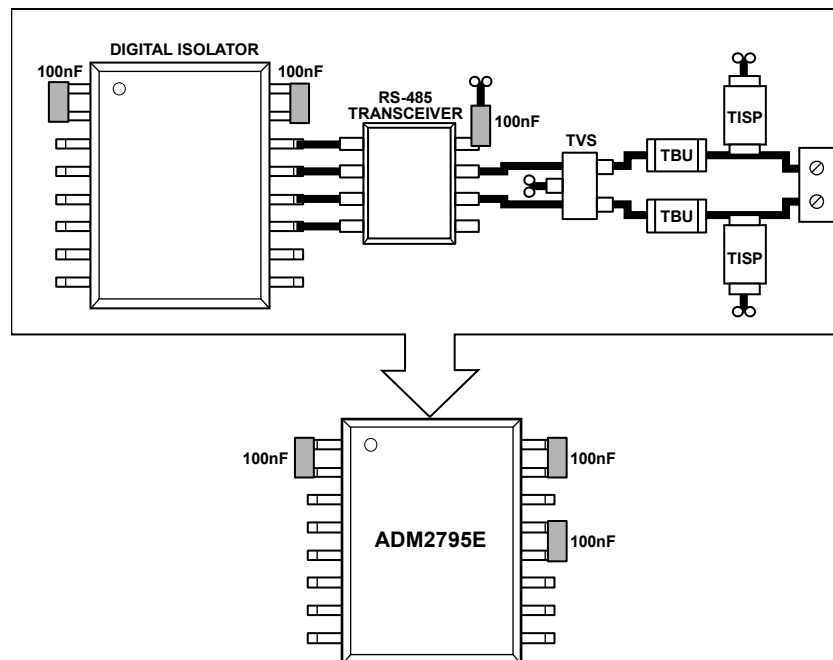 DIGITAL ISOLATOR
100nF
100nF
RS-485
TRANSCEIVER
100nF
TVS
TBU
TISP
TBU
TISP
100nF
100nF
ADM2795E
100nF